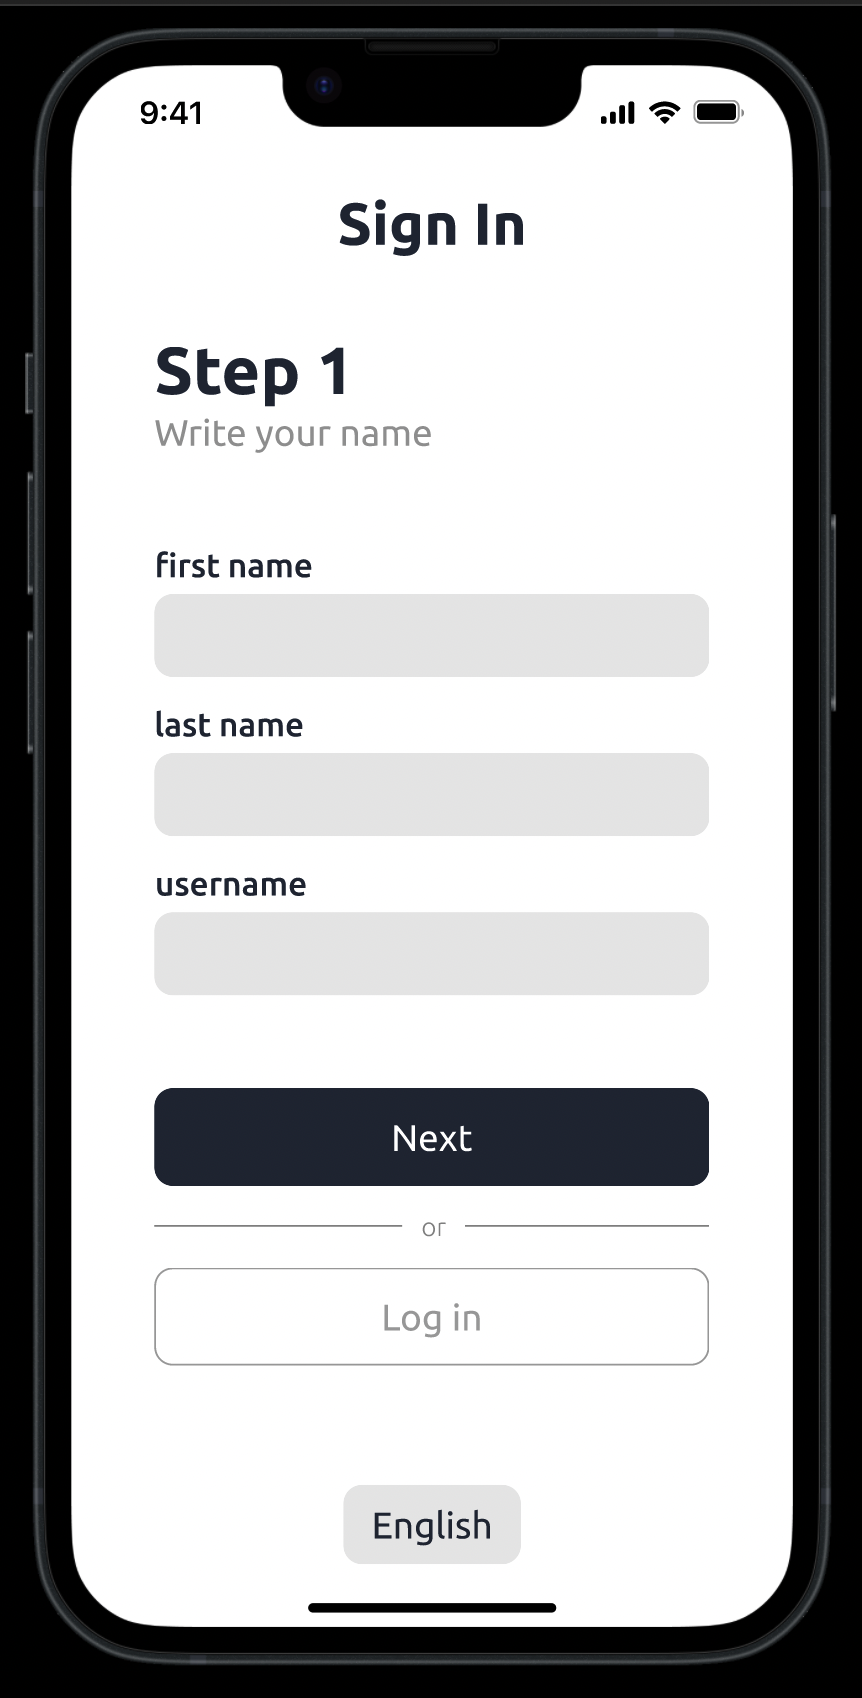 9:41
Sign In
Step 1
Write your name
first name
last name
username
Next
or
Log in
English